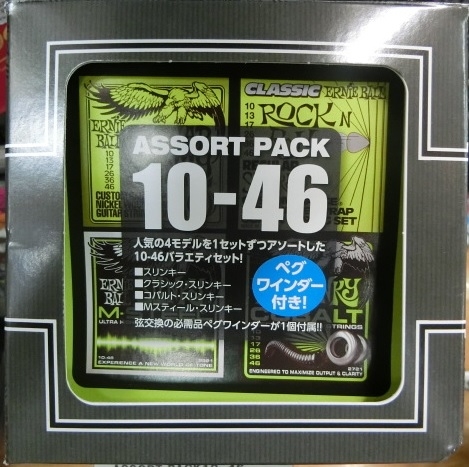 ERNIE BALL
10
13
17
26
36
46
CLASSIC ERNIE BALL
ROCK N
10
13
17
ASSORT PACK
10-46
人気の4モデルを1セットずつアソートした
10-46バラエティセット!
■スリンキー
■クラシック・スリンキー
■コバルト・スリンキー
■Mスティール・スリンキー
ペグ
ワインダー
付き!
弦交換の必需品ペグワインダーが1個付属!!
10-46
2921
EXPERIENCE A NEW WORLD OF TONE
17
26
36
46
2721
ENGINEERED TO MAXIMIZE OUTPUT & CLARITY